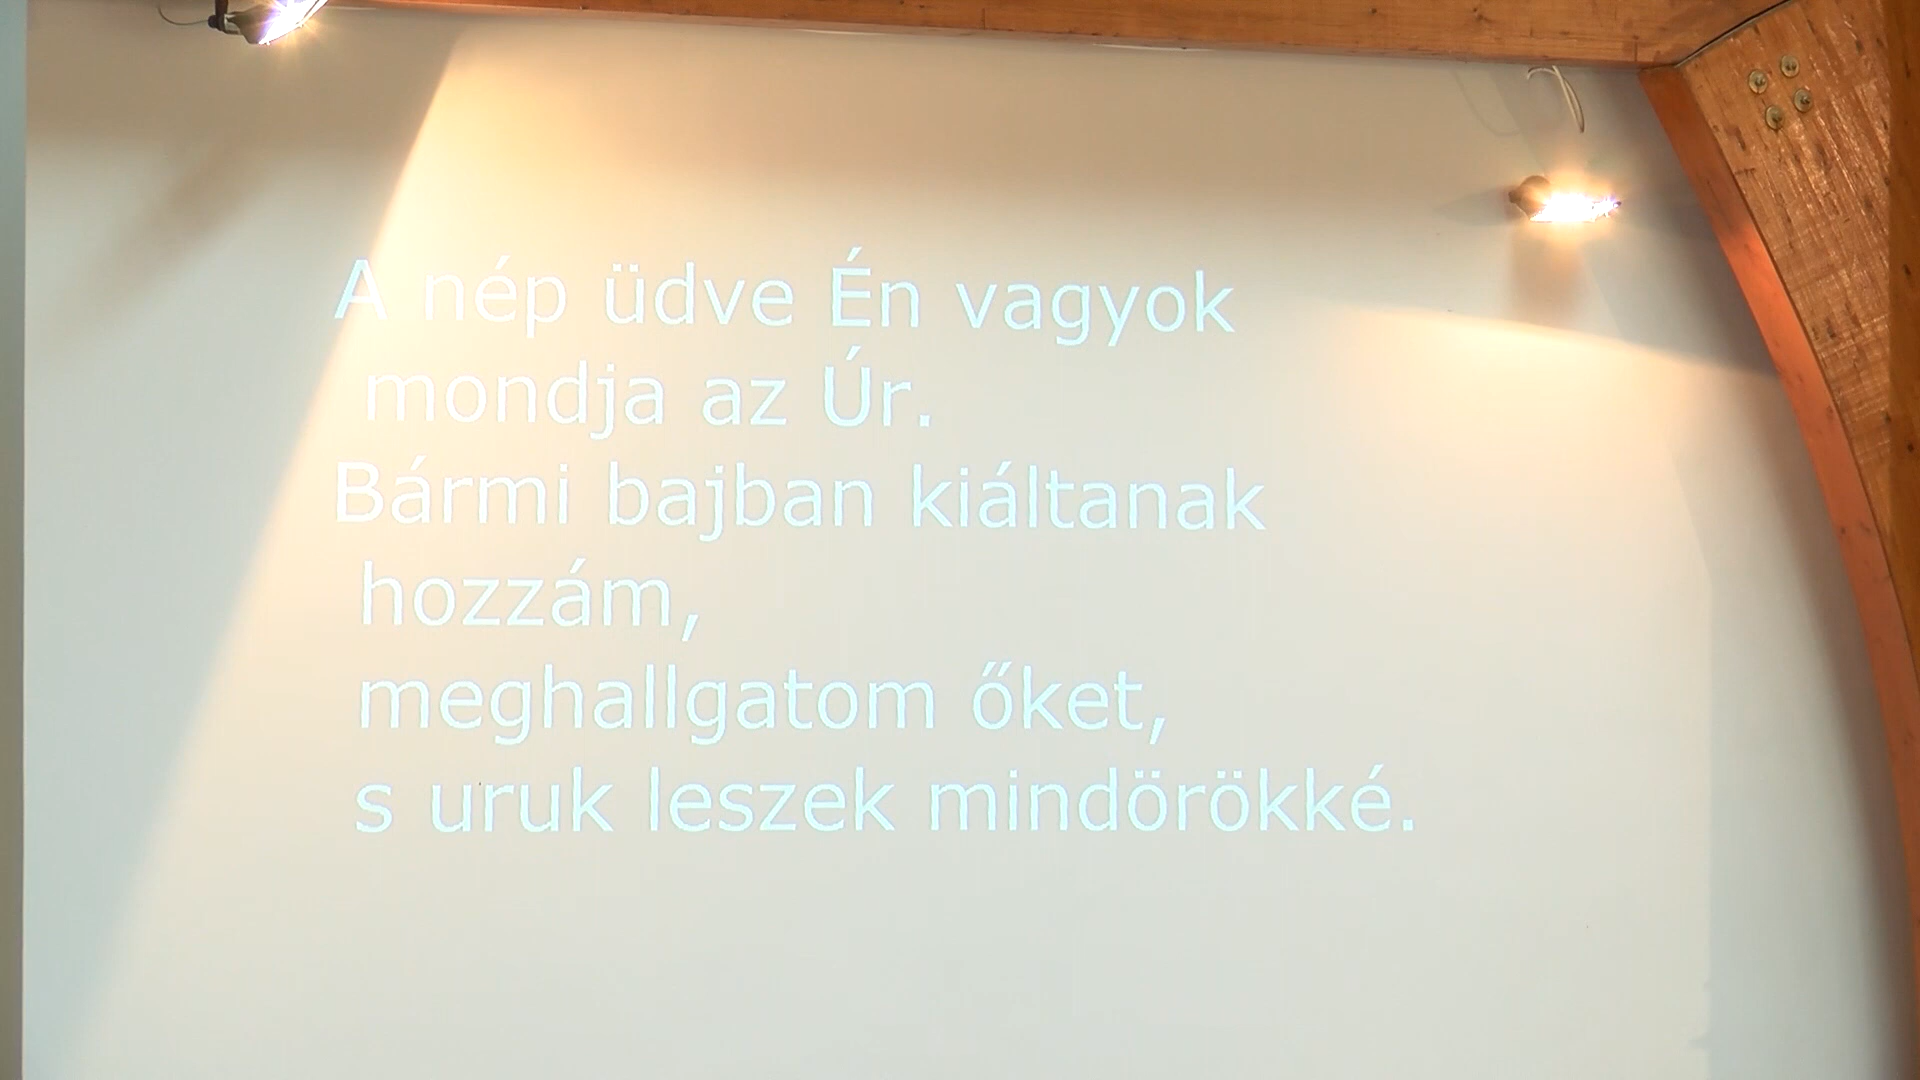 A nép üdve Én vagyok
mondja az Úr.
Bármi bajban kiáltanak
hozzám,
meghallgatom őket,
s uruk leszek mindörökké.